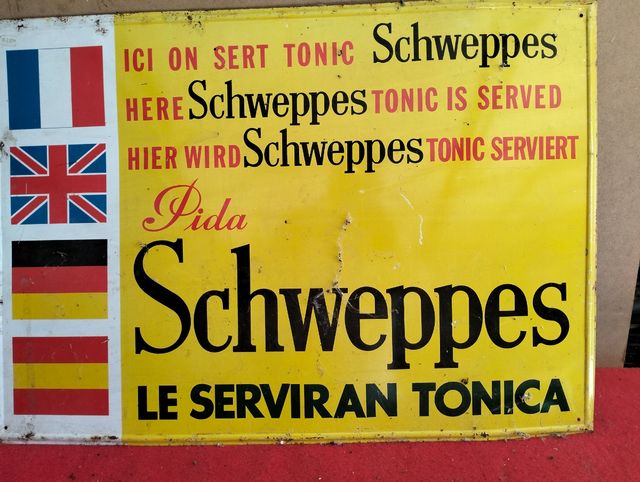 ICI ON SERT TONIC Schweppes
HERE Schweppes TONIC IS SERVED
HIER WIRD Schweppes TONIC SERVIERT
Pida
Schweppes
LE SERVIRAN TONICA